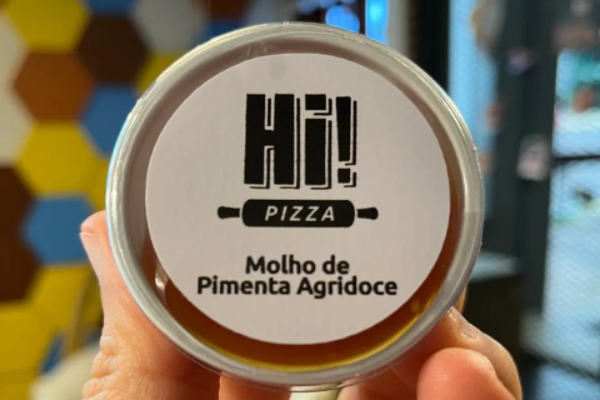 Hi!
PIZZA
Molho de
Pimenta Agridoce